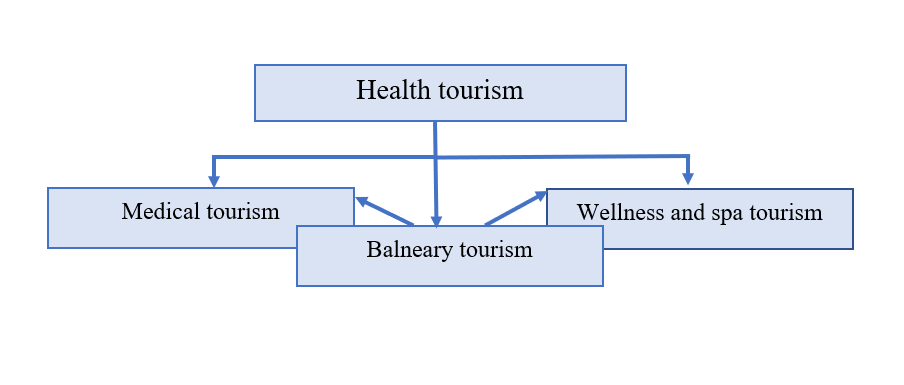 Health tourism
Medical tourism
Wellness and spa tourism
Balneary tourism